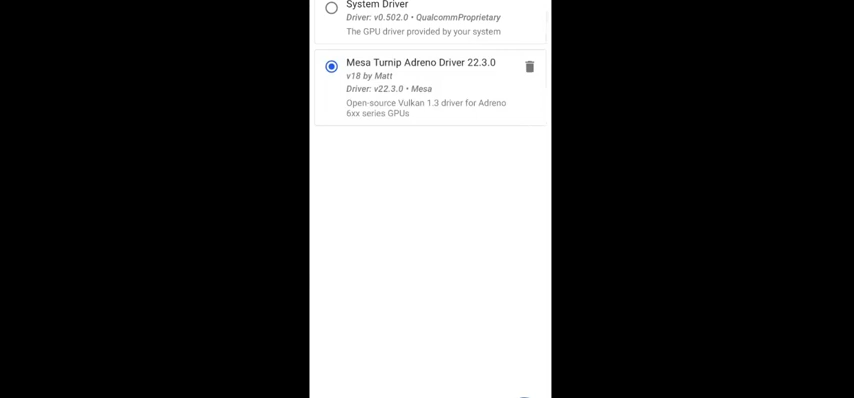 System Driver
Driver: v0.502.0 • QualcommProprietary
The GPU driver provided by your system
Mesa Turnip Adreno Driver 22.3.0
v18 by Matt
Driver: v22.3.0 • Mesa
Open-source Vulkan 1.3 driver for Adreno
6xx series GPUs